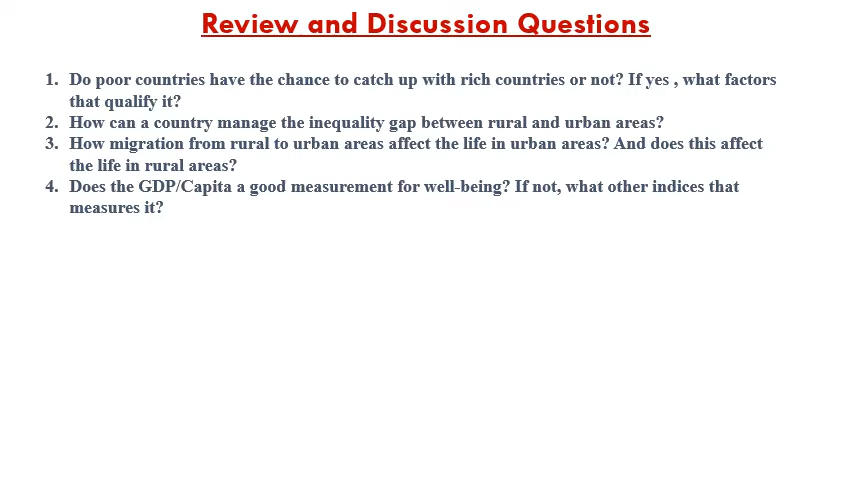 Review and Discussion Questions
1. Do poor countries have the chance to catch up with rich countries or not? If yes , what factors
that qualify it?
2. How can a country manage the inequality gap between rural and urban areas?
3. How migration from rural to urban areas affect the life in urban areas? And does this affect
the life in rural areas?
4. Does the GDP/Capita a good measurement for well-being? If not, what other indices that
measures it?